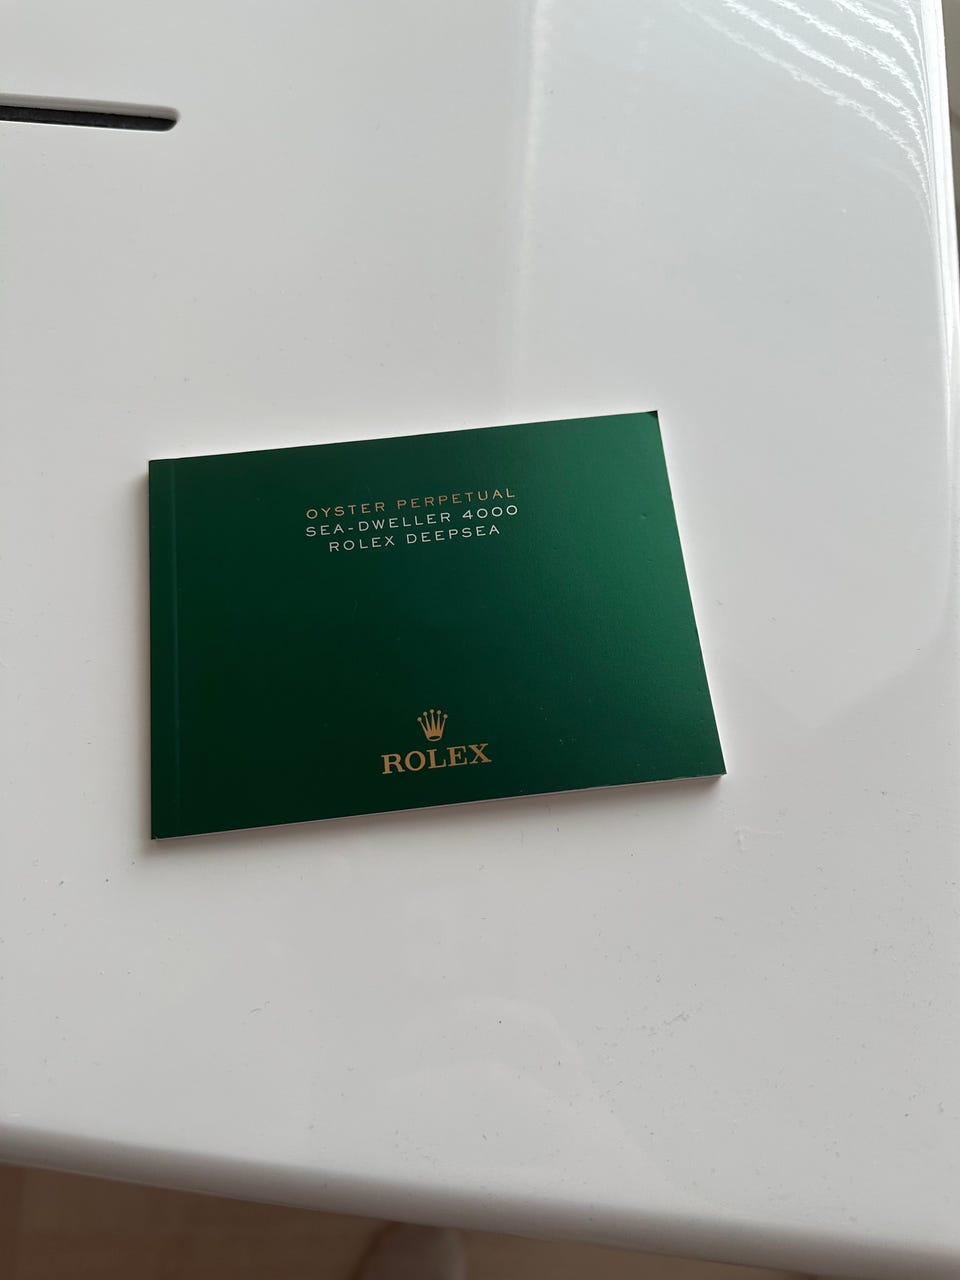 OYSTER PERPETUAL
SEA-DWELLER 4000
ROLEX DEEPSEA
ROLEX